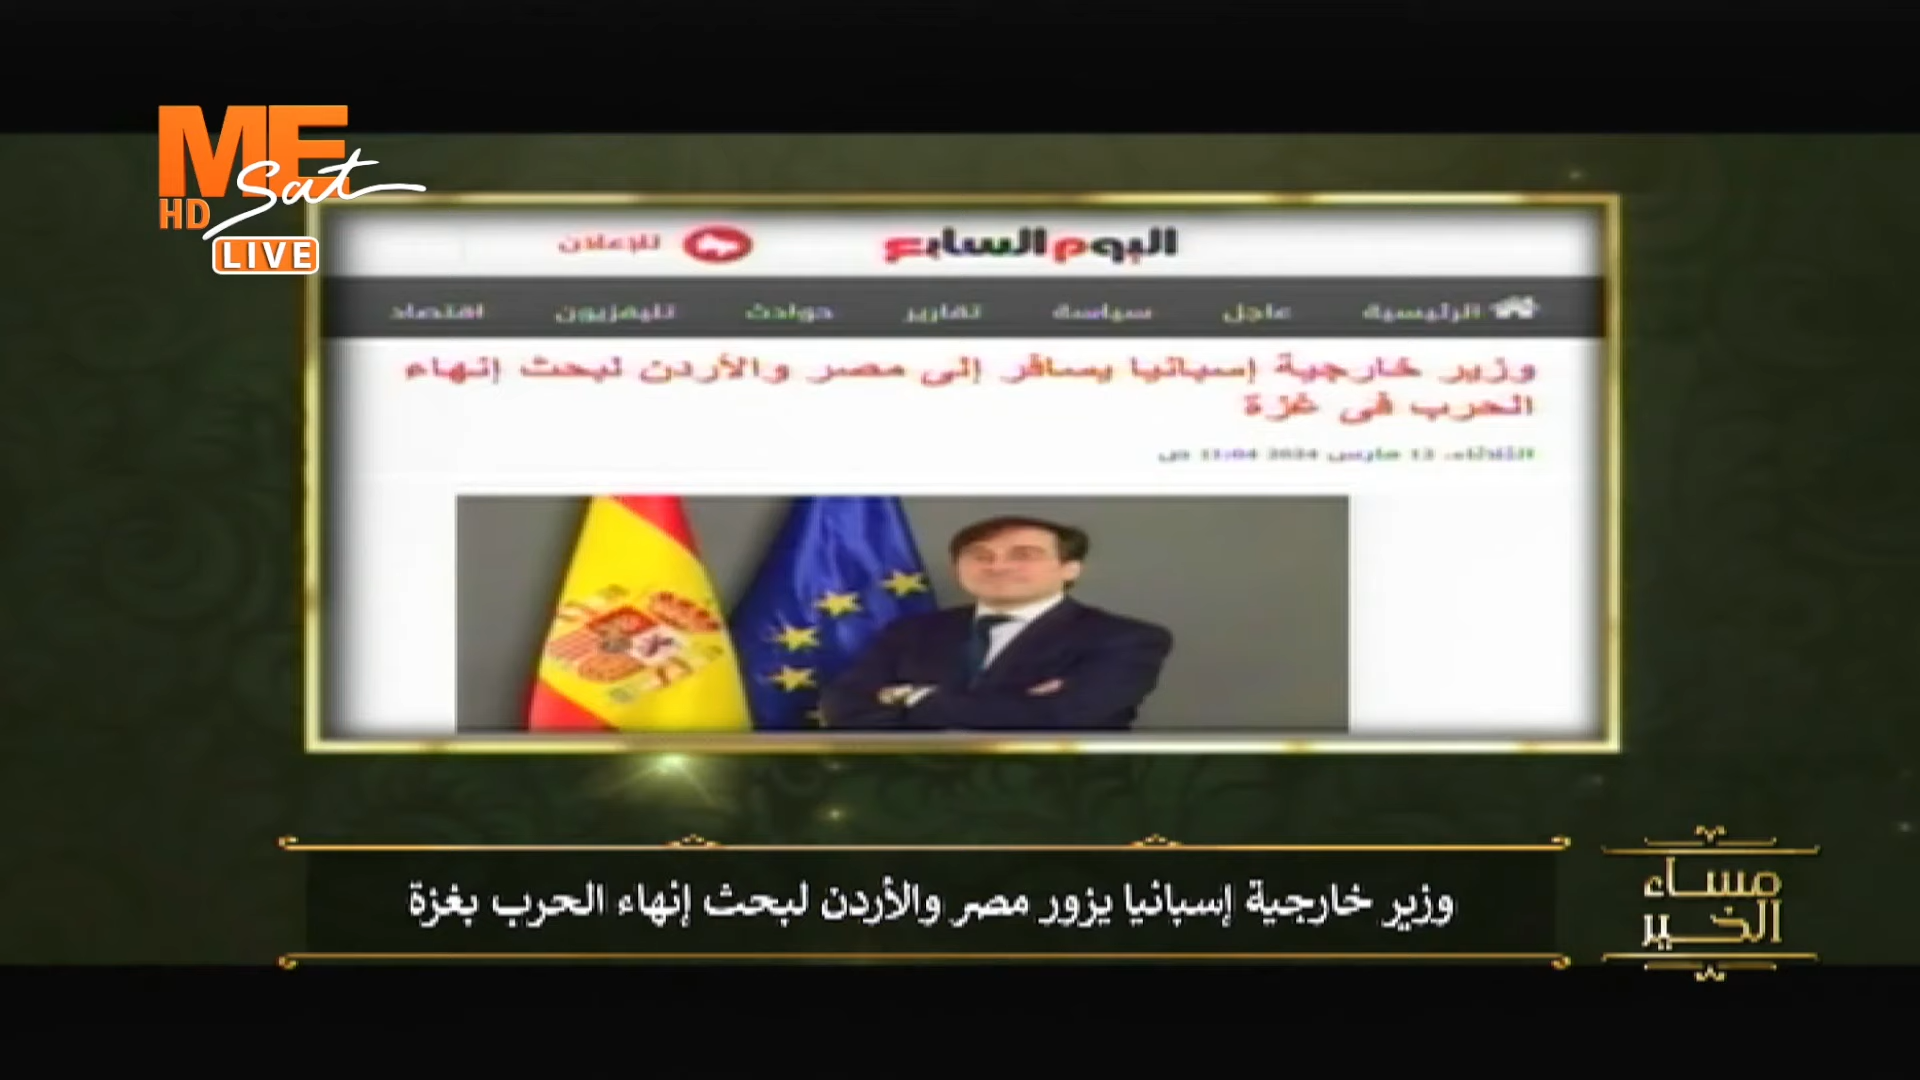 ME
Sat
HD
LIVE
اليوم السابع
للإعلان
الرئيسية عاجل سياسة تقارير حوادث تليفزيون اقتصاد
وزير خارجية إسبانيا يسافر إلى مصر والأردن لبحث إنهاء
الحرب فى غزة
الثلاثاء، 12 مارس 2024 11:04 ص
وزير خارجية إسبانيا يزور مصر والأردن لبحث إنهاء الحرب بغزة
مساء
الخير